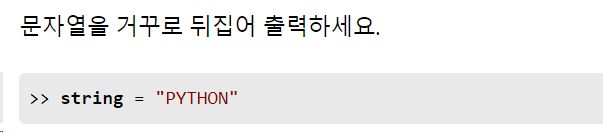 문자열을 거꾸로 뒤집어 출력하세요.
>> string = "PYTHON"